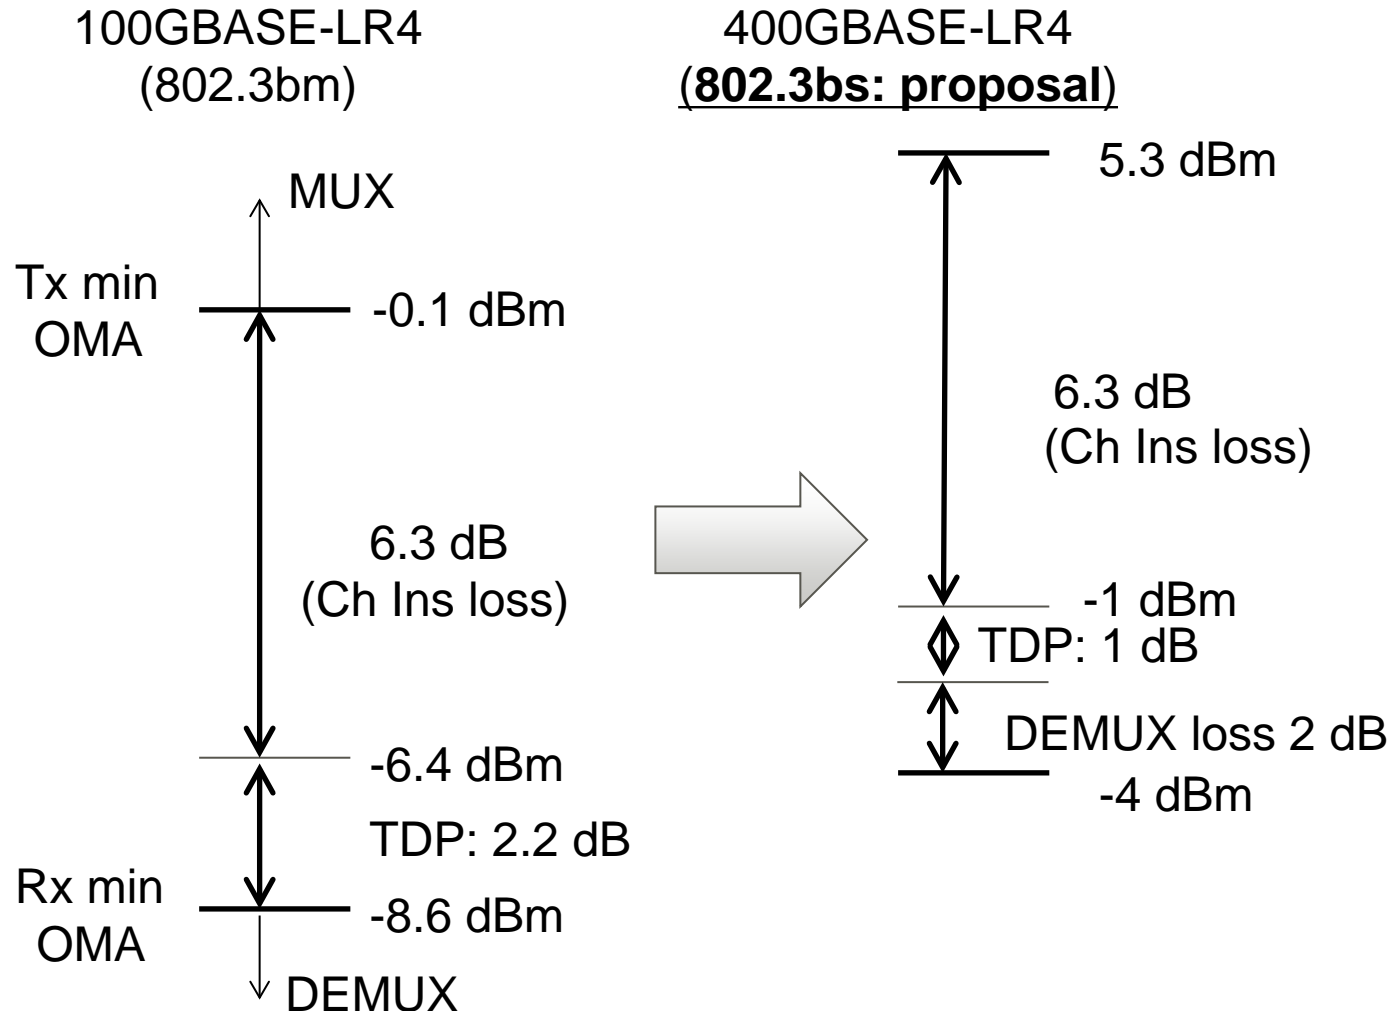 100GBASE-LR4
(802.3bm)
MUX
Tx min
OMA
-0.1 dBm
6.3 dB
(Ch Ins loss)
-6.4 dBm
TDP: 2.2 dB
Rx min
OMA
-8.6 dBm
DEMUX
400GBASE-LR4
(802.3bs: proposal)
5.3 dBm
6.3 dB
(Ch Ins loss)
-1 dBm
TDP: 1 dB
DEMUX loss 2 dB
-4 dBm